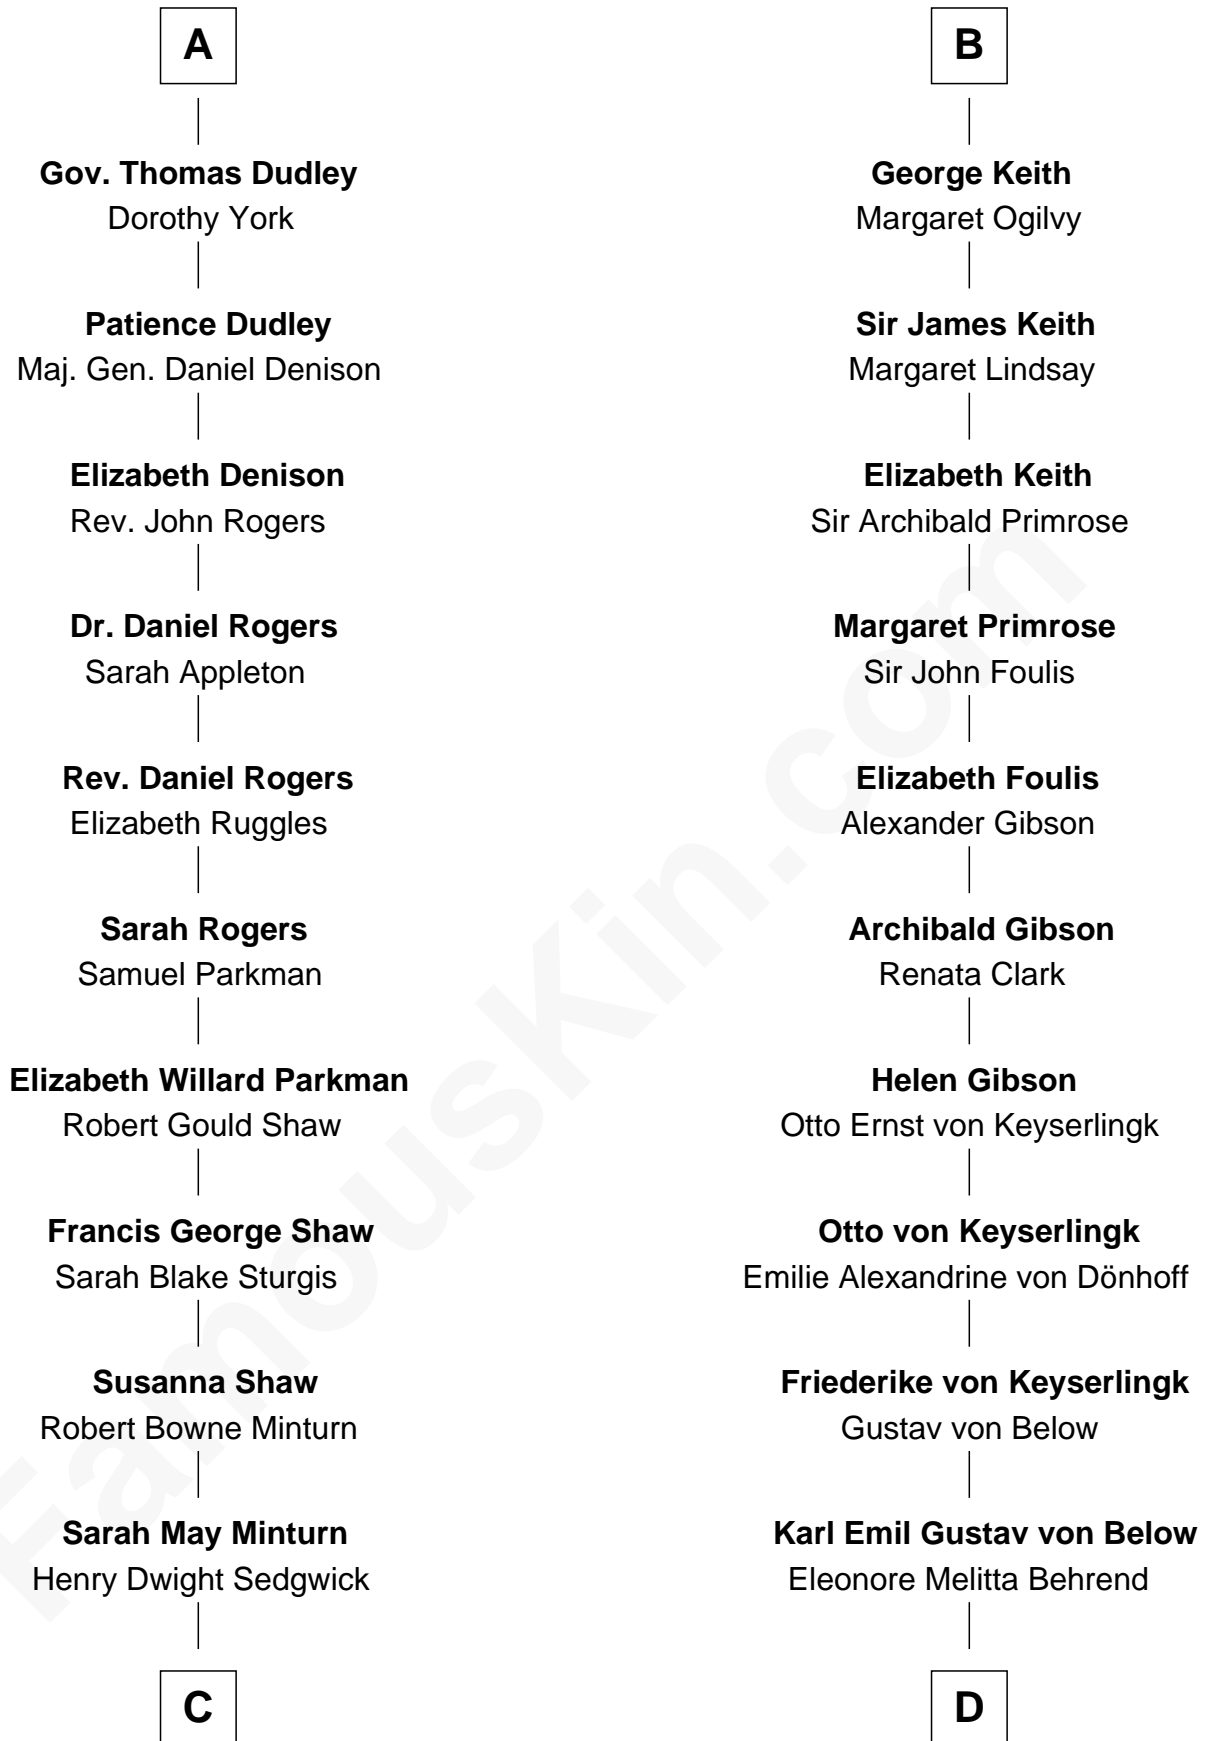 A
Gov. Thomas Dudley
Dorothy York
Patience Dudley
Maj. Gen. Daniel Denison
Elizabeth Denison
Rev. John Rogers
Dr. Daniel Rogers
Sarah Appleton
Rev. Daniel Rogers
Elizabeth Ruggles
Sarah Rogers
Samuel Parkman
Elizabeth Willard Parkman
Robert Gould Shaw
Francis George Shaw
Sarah Blake Sturgis
Susanna Shaw
Robert Bowne Minturn
Sarah May Minturn
Henry Dwight Sedgwick
C
B
George Keith
Margaret Ogilvy
Sir James Keith
Margaret Lindsay
Elizabeth Keith
Sir Archibald Primrose
Margaret Primrose
Sir John Foulis
Elizabeth Foulis
Alexander Gibson
Archibald Gibson
Renata Clark
Helen Gibson
Otto Ernst von Keyserlingk
Otto von Keyserlingk
Emilie Alexandrine von Dönhoff
Friederike von Keyserlingk
Gustav von Below
Karl Emil Gustav von Below
Eleonore Melitta Behrend
D
FamousKin.com